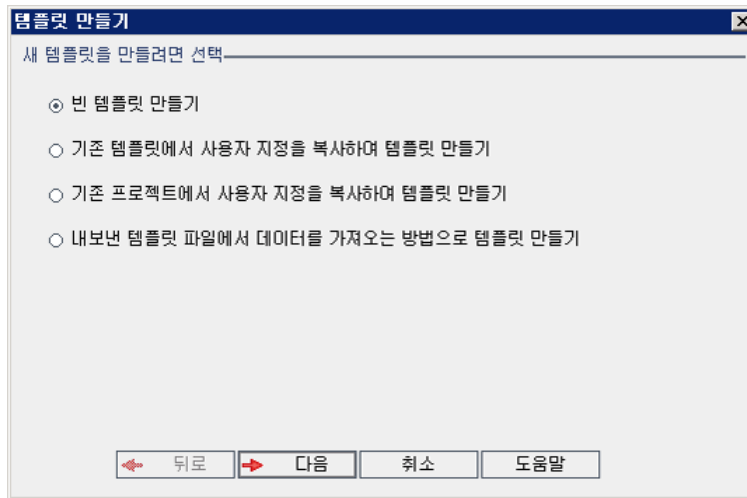 템플릿 만들기
새 템플릿을 만들려면 선택
빈 템플릿 만들기
기존 템플릿에서 사용자 지정을 복사하여 템플릿 만들기
기존 프로젝트에서 사용자 지정을 복사하여 템플릿 만들기
내보낸 템플릿 파일에서 데이터를 가져오는 방법으로 템플릿 만들기
뒤로 다음 취소 도움말